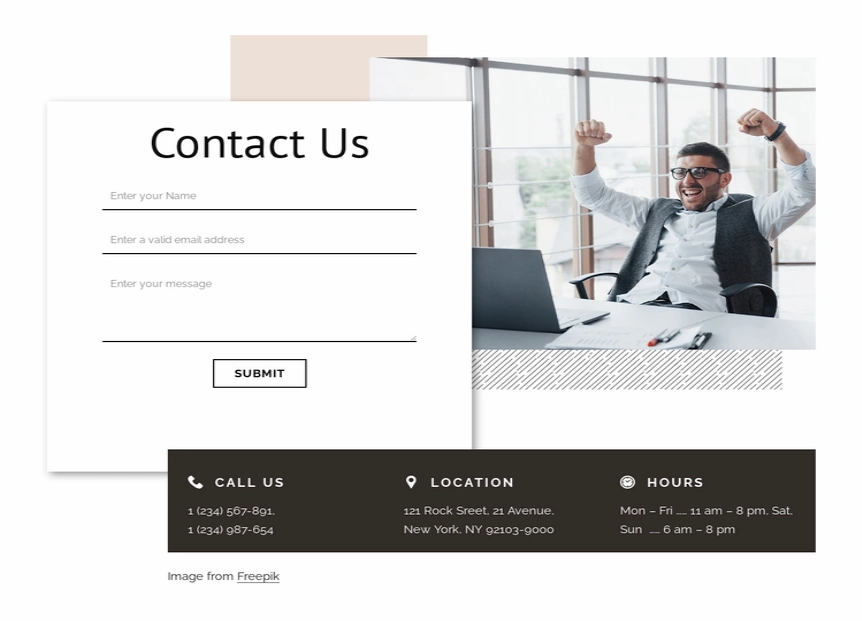 Contact Us
Enter your Name
Enter a valid email address
Enter your message
SUBMIT
CALL US
1 (234) 567-891,
1 (234) 987-654
LOCATION
121 Rock Sreet, 21 Avenue,
New York, NY 92103-9000
HOURS
Mon – Fri ..... 11 am – 8 pm, Sat,
Sun ..... 6 am – 8 pm
Image from Freepik